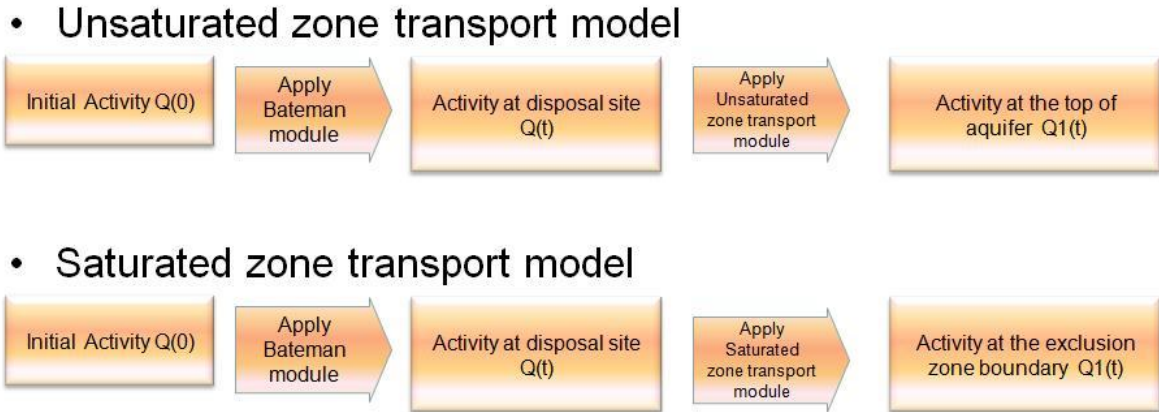 • Unsaturated zone transport model
Initial Activity Q(0)
Apply
Bateman
module
Activity at disposal site
Q(t)
Apply
Unsaturated
zone transport
module
Activity at the top of
aquifer Q1(t)
• Saturated zone transport model
Initial Activity Q(0)
Apply
Bateman
module
Activity at disposal site
Q(t)
Apply
Saturated
zone transport
module
Activity at the exclusion
zone boundary Q1(t)